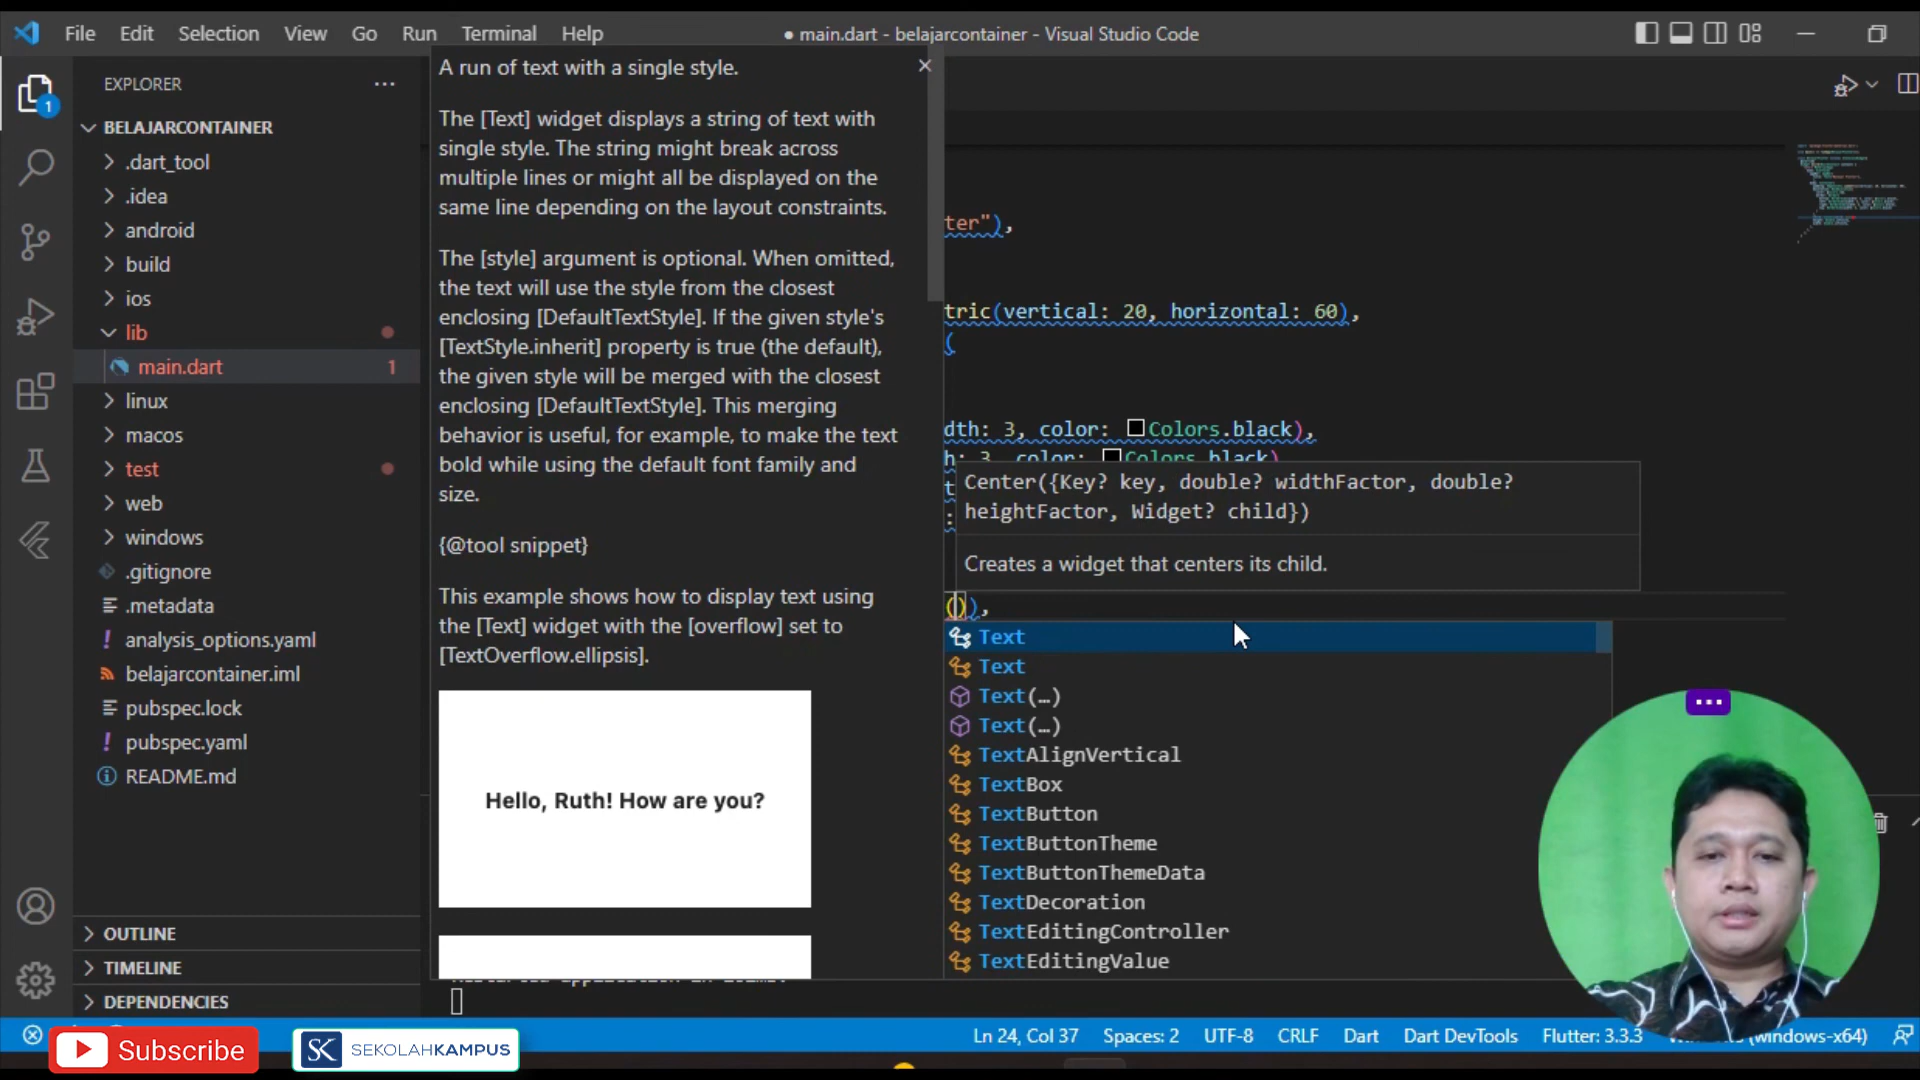 File Edit Selection View Go Run Terminal Help
● main.dart - belajarcontainer - Visual Studio Code
EXPLORER
BELAJARCONTAINER
.dart_tool
.idea
android
build
ios
lib
main.dart 1
linux
macos
test
web
windows
.gitignore
.metadata
analysis_options.yaml
belajarcontainer.iml
pubspec.lock
pubspec.yaml
README.md
OUTLINE
TIMELINE
DEPENDENCIES
1
A run of text with a single style.
The [Text] widget displays a string of text with
single style. The string might break across
multiple lines or might all be displayed on the
same line depending on the layout constraints.
The [style] argument is optional. When omitted,
the text will use the style from the closest
enclosing [DefaultTextStyle]. If the given style's
[TextStyle.inherit] property is true (the default),
the given style will be merged with the closest
enclosing [DefaultTextStyle]. This merging
behavior is useful, for example, to make the text
bold while using the default font family and
size.
{@tool snippet}
This example shows how to display text using
the [Text] widget with the [overflow] set to
[TextOverflow.ellipsis].
Hello, Ruth! How are you?
ter"),
tric(vertical: 20, horizontal: 60),
(
dth: 3, color: Colors.black),
h: 3, color: Colors.black)
Center({Key? key, double? widthFactor, double?
heightFactor, Widget? child})
Creates a widget that centers its child.
()),
Text
Text
Text(…)
Text(…)
TextAlignVertical
TextBox
TextButton
TextButtonTheme
TextButtonThemeData
TextDecoration
TextEditingController
TextEditingValue
Ln 24, Col 37 Spaces: 2 UTF-8 CRLF Dart Dart DevTools Flutter: 3.3.3 (windows-x64)
Subscribe
SK SEKOLAHKAMPUS